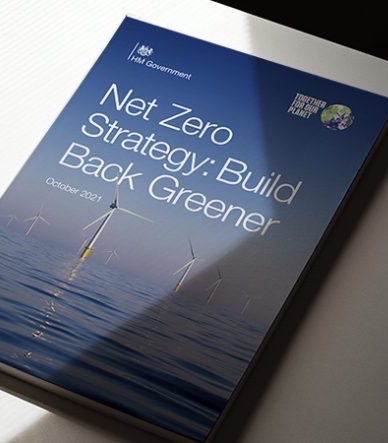 HM Government
TOGETHER
FOR OUR
PLANET
Net Zero
Strategy: Build
Back Greener
October 2021